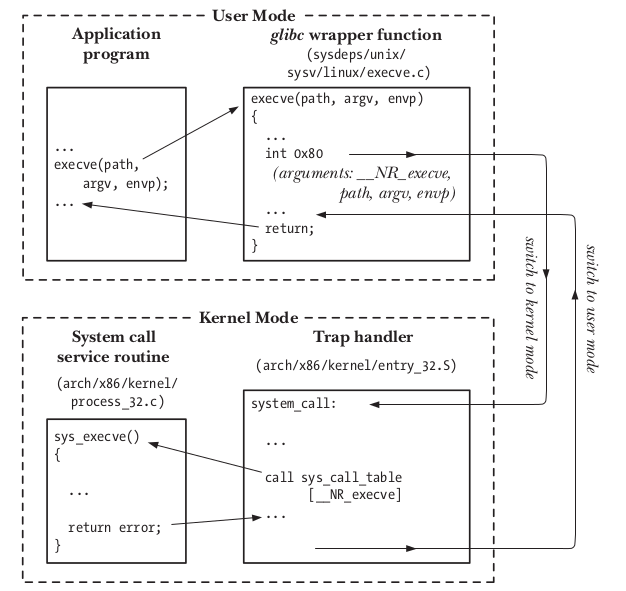 User Mode
Application
program
glibc wrapper function
(sysdeps/unix/
sysv/linux/execve.c)
...
execve(path,
argv, envp);
...
execve(path, argv, envp)
{
...
int 0x80
(arguments: __NR_execve,
path, argv, envp)
...
return;
}
switch to kernel mode
switch to user mode
Kernel Mode
System call
service routine
(arch/x86/kernel/
process_32.c)
Trap handler
(arch/x86/kernel/entry_32.S)
sys_execve()
{
...
return error;
}
system_call:
...
call sys_call_table
[__NR_execve]
...